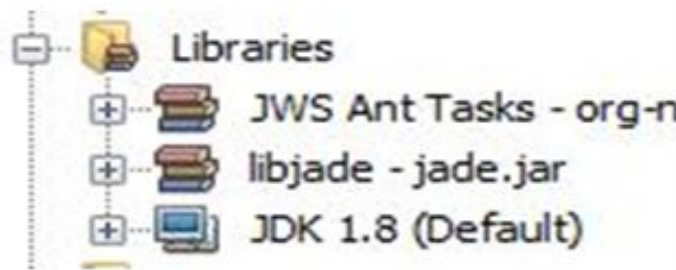 Libraries
JWS Ant Tasks - org-n
libjade - jade.jar
JDK 1.8 (Default)